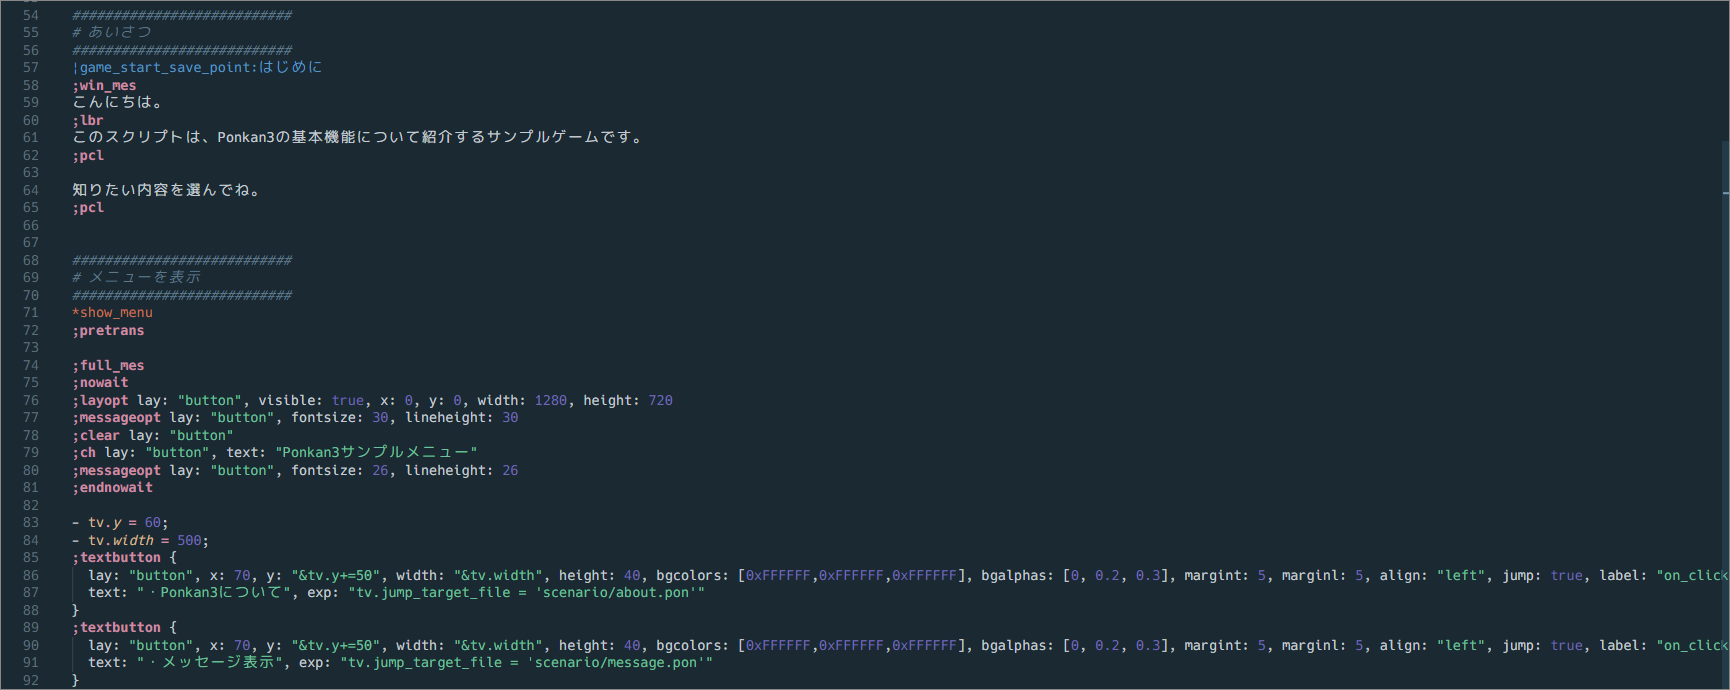 54 ###########################
55 # あいさつ
56 ###########################
57 ¦game_start_save_point:はじめに
58 ;win_mes
59 こんにちは。
60 ;lbr
61 このスクリプトは、Ponkan3の基本機能について紹介するサンプルゲームです。
62 ;pcl
63
64 知りたい内容を選んでね。
65 ;pcl
66
67
68 ###########################
69 # メニューを表示
70 ###########################
71 *show_menu
72 ;pretrans
73
74 ;full_mes
75 ;nowait
76 ;layopt lay: "button", visible: true, x: 0, y: 0, width: 1280, height: 720
77 ;messageopt lay: "button", fontsize: 30, lineheight: 30
78 ;clear lay: "button"
79 ;ch lay: "button", text: "Ponkan3サンプルメニュー"
80 ;messageopt lay: "button", fontsize: 26, lineheight: 26
81 ;endnowait
82
83 - tv.y = 60;
84 - tv.width = 500;
85 ;textbutton {
86 lay: "button", x: 70, y: "&tv.y+=50", width: "&tv.width", height: 40, bgcolors: [0xFFFFFF,0xFFFFFF,0xFFFFFF], bgalphas: [0, 0.2, 0.3], margint: 5, marginl: 5, align: "left", jump: true, label: "on_click
87 text: "・Ponkan3について", exp: "tv.jump_target_file = 'scenario/about.pon'"
88 }
89 ;textbutton {
90 lay: "button", x: 70, y: "&tv.y+=50", width: "&tv.width", height: 40, bgcolors: [0xFFFFFF,0xFFFFFF,0xFFFFFF], bgalphas: [0, 0.2, 0.3], margint: 5, marginl: 5, align: "left", jump: true, label: "on_click
91 text: "・メッセージ表示", exp: "tv.jump_target_file = 'scenario/message.pon'"
92 }